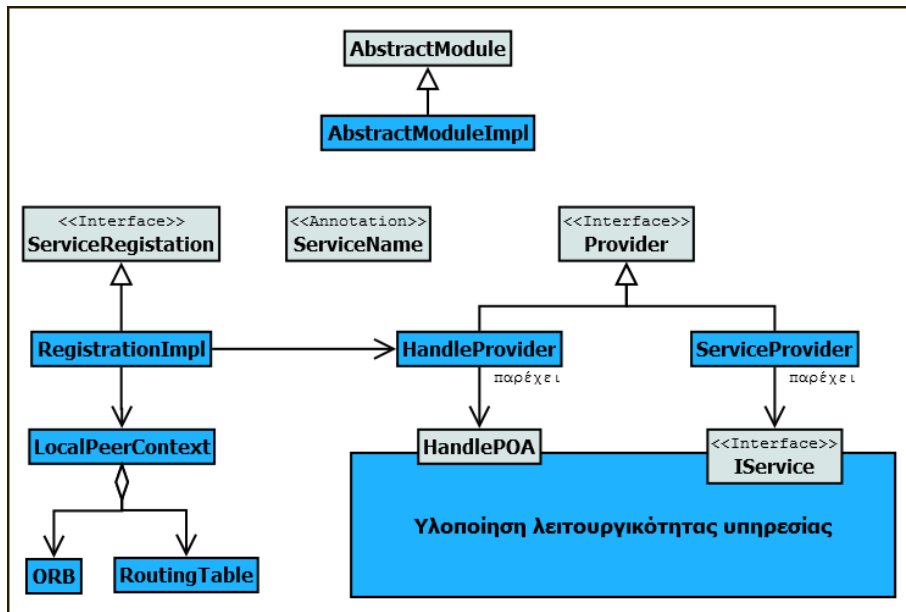 AbstractModule
AbstractModuleImpl
<<Interface>>
ServiceRegistation
<<Annotation>>
ServiceName
<<Interface>>
Provider
RegistrationImpl
HandleProvider
ServiceProvider
παρέχει
παρέχει
LocalPeerContext
HandlePOA
<<Interface>>
IService
Υλοποίηση λειτουργικότητας υπηρεσίας
ORB
RoutingTable